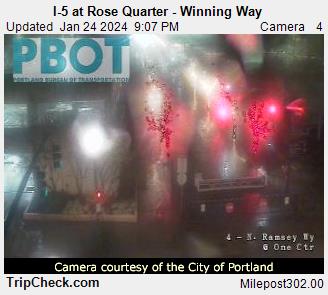 I-5 at Rose Quarter - Winning Way
Updated Jan 24 2024 9:07 PM Camera 4
PBOT
PORTLAND BUREAU OF TRANSPORTATION
4 - N. Ramsey Wy
@ One Ctr
Camera courtesy of the City of Portland
TripCheck.com Milepost302.00